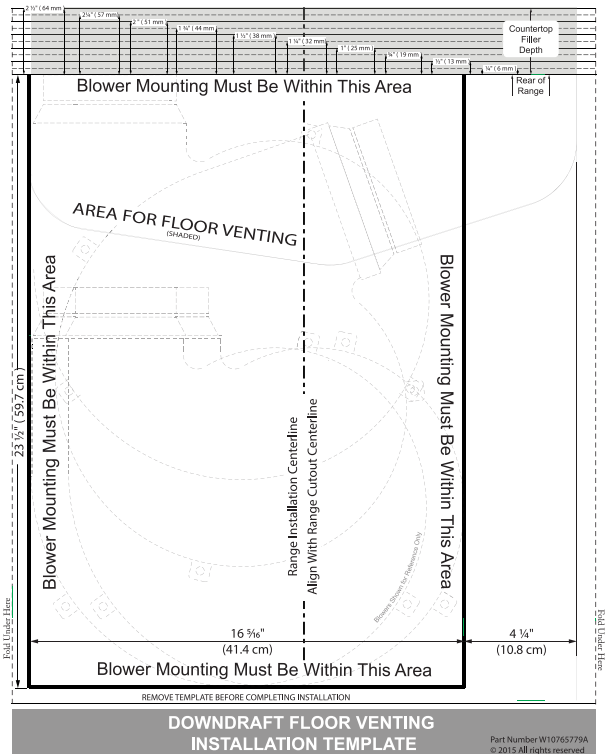 2 ½" (64 mm)
2¼" (57 mm)
2" (51 mm)
1 ¾" (44 mm)
1 ½" (38 mm)
1 ¼" (32 mm)
1" (25 mm)
¾" (19 mm)
½" (13 mm)
¼" (6 mm)
Countertop
Filler
Depth
Rear of
Range
Blower Mounting Must Be Within This Area
AREA FOR FLOOR VENTING
(SHADED)
Blower Mounting Must Be Within This Area
Blower Mounting Must Be Within This Area
23 ½" ( 59.7 cm)
Range Installation Centerline
Align With Range Cutout Centerline
Blowers Shown for Reference Only
Fold Under Here
Fold Under Here
16 5⁄16"
(41.4 cm)
4 ¼"
(10.8 cm)
Blower Mounting Must Be Within This Area
REMOVE TEMPLATE BEFORE COMPLETING INSTALLATION
DOWNDRAFT FLOOR VENTING
INSTALLATION TEMPLATE
Part Number W10765779A
© 2015 All rights reserved